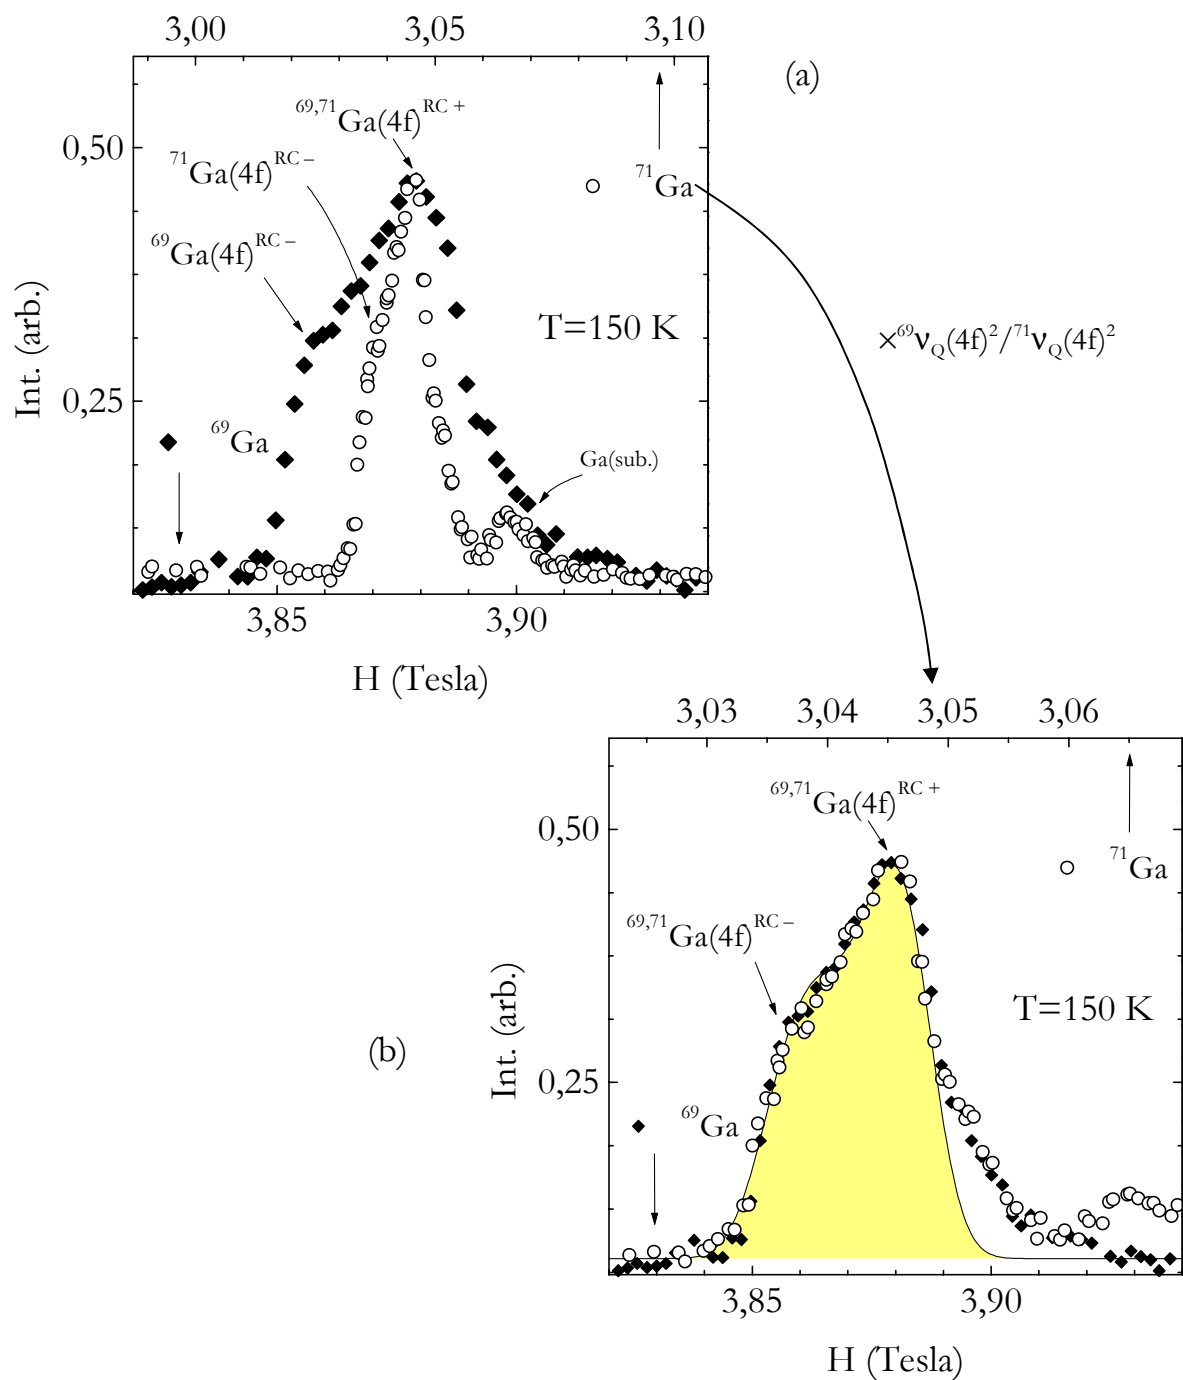 3,00 3,05 3,10
(a)
69,71Ga(4f)RC +
0,50
71Ga(4f)RC –
71Ga
69Ga(4f)RC –
T=150 K
×69νQ(4f)2/71νQ(4f)2
Int. (arb.)
0,25
69Ga
Ga(sub.)
3,85 3,90
H (Tesla)
3,03 3,04 3,05 3,06
69,71Ga(4f)RC +
0,50
71Ga
69,71Ga(4f)RC –
T=150 K
(b)
Int. (arb.)
0,25
69Ga
3,85 3,90
H (Tesla)